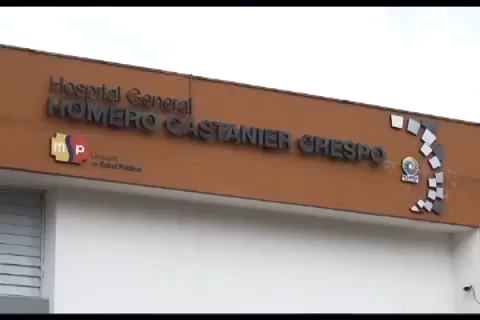 Hospital General
HOMERO CASTANIER CRESPO
msp
Ministerio
de Salud Pública